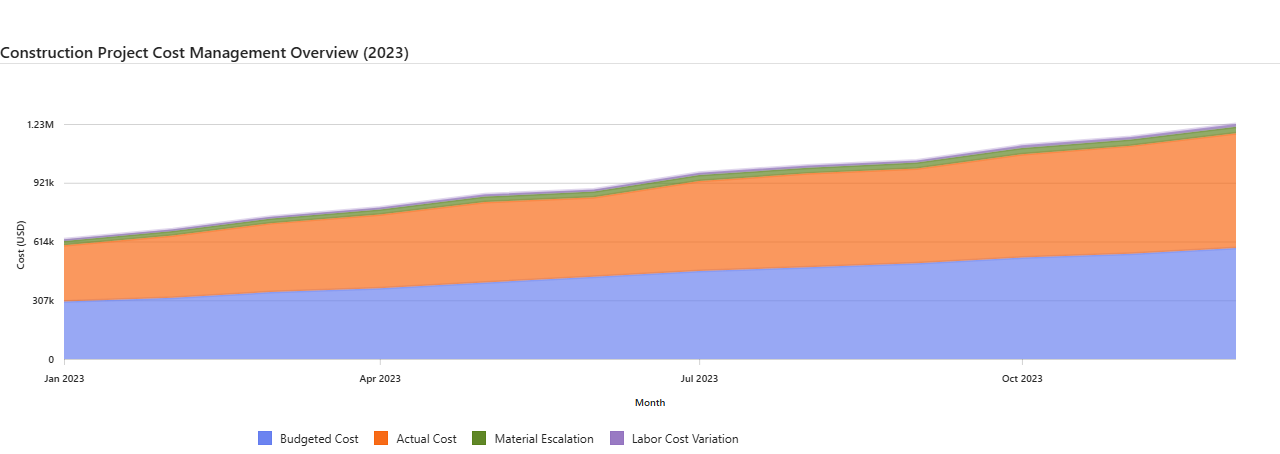 Construction Project Cost Management Overview (2023)
1.23M
921k
614k
307k
0
Cost (USD)
Jan 2023 Apr 2023 Jul 2023 Oct 2023
Month
Budgeted Cost Actual Cost Material Escalation Labor Cost Variation